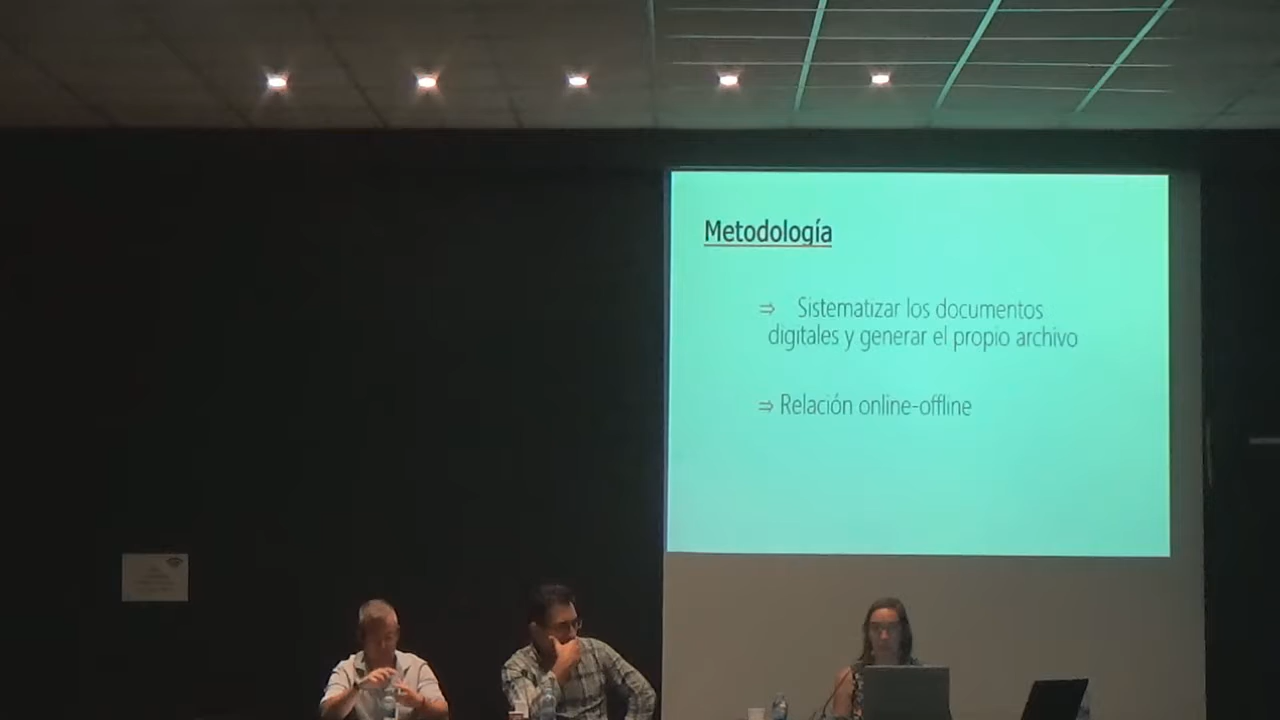 Metodología
⇒ Sistematizar los documentos
digitales y generar el propio archivo
⇒ Relación online-offline